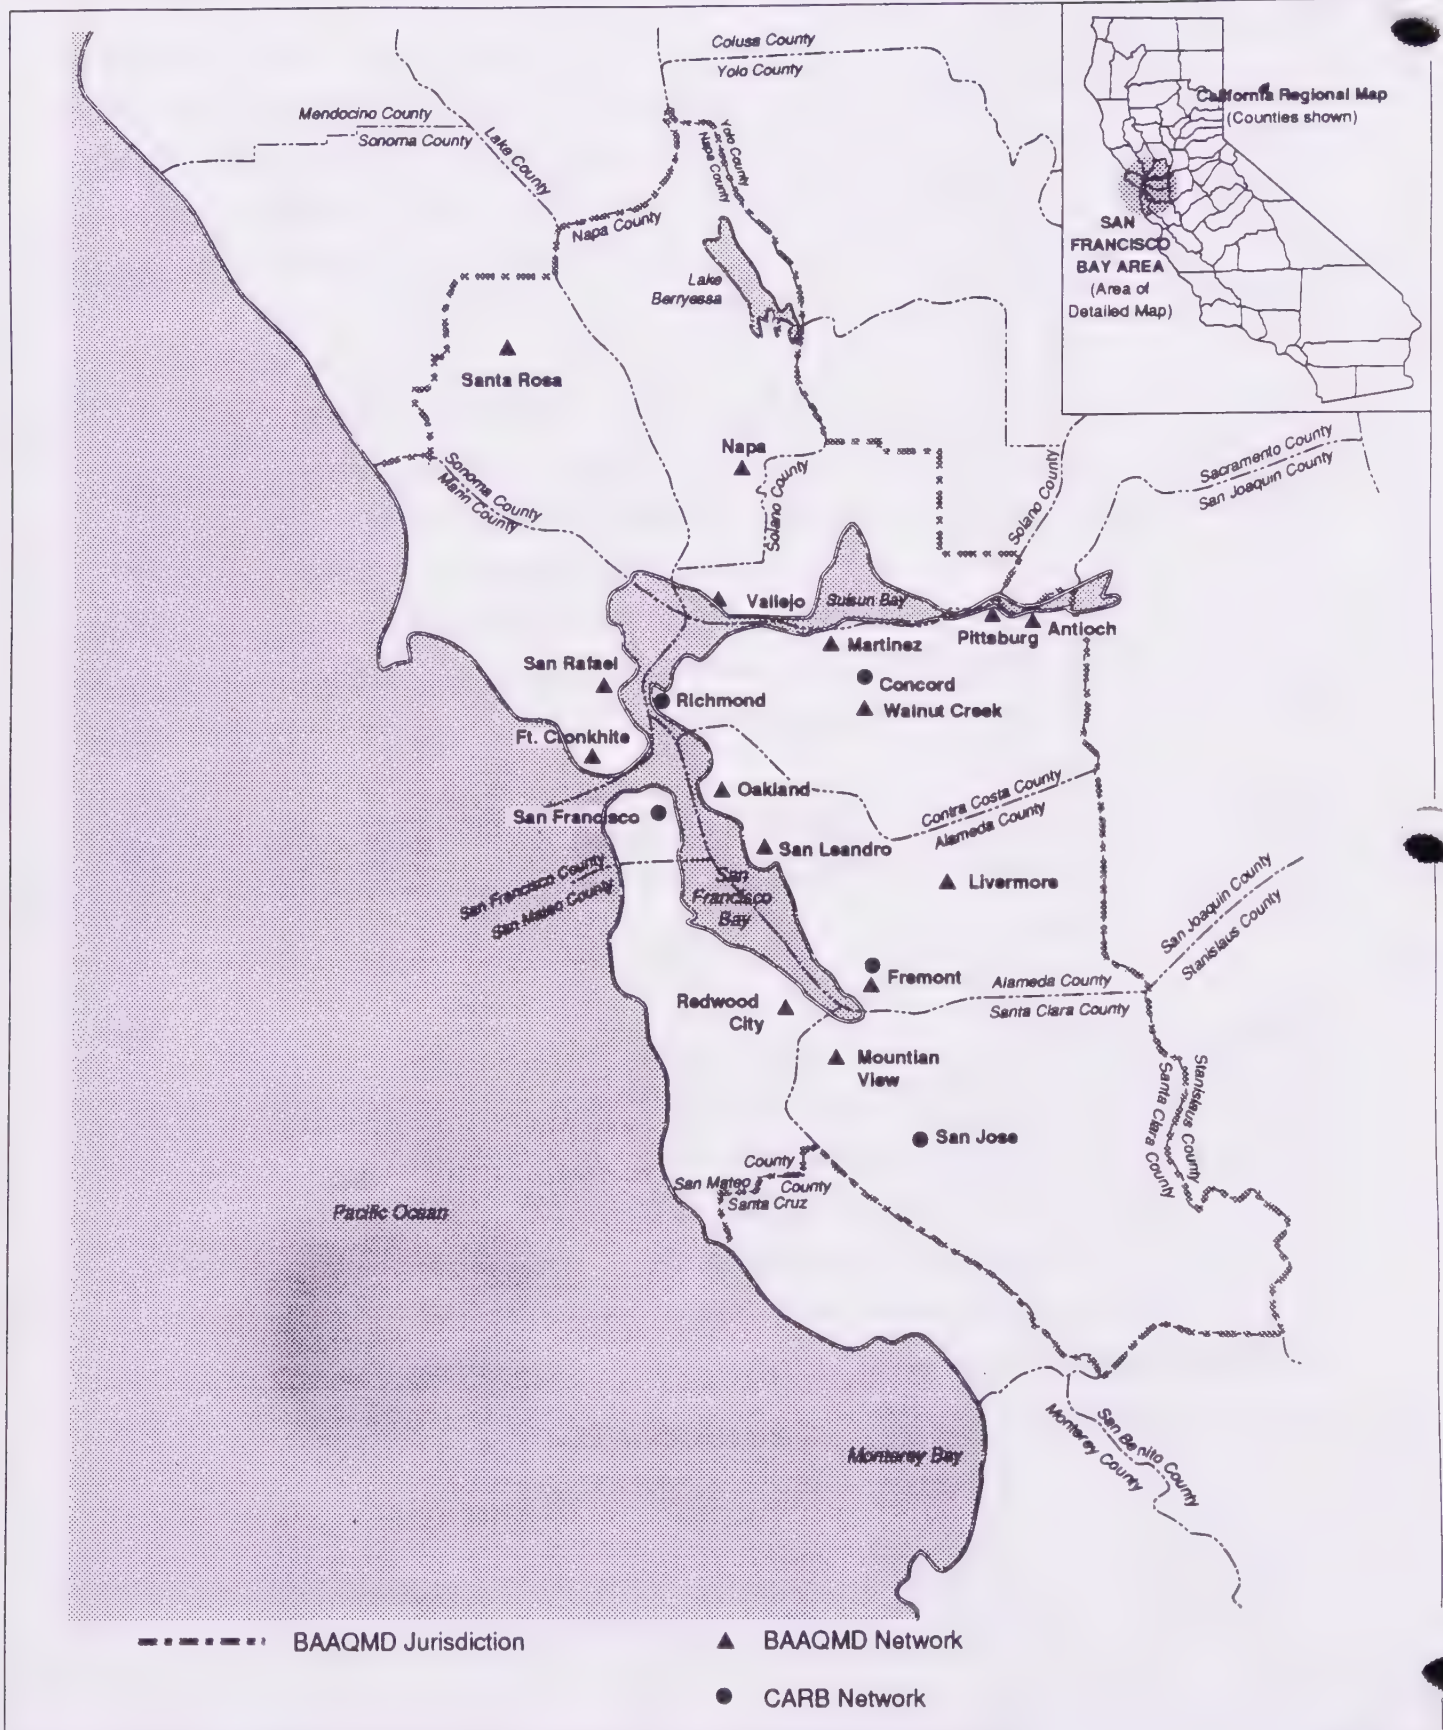 Colusa County
Yolo County
California Regional Map
(Counties shown)
Mendocino County
Sonoma County
Lake County
Yolo County
Napa County
Napa County
SAN
FRANCISCO
BAY AREA
(Area of
Detailed Map)
Lake
Berryessa
Santa Rosa
Napa
Sonoma County
Marin County
Solano County
Solano County
Sacramento County
San Joaquin County
Vallejo
Suisun Bay
Martinez
Pittsburg
Antioch
San Rafael
Richmond
Concord
Walnut Creek
Ft. Cronkhite
Oakland
San Francisco
Contra Costa County
Alameda County
San Leandro
Livermore
San Francisco County
San Mateo County
San
Francisco
Bay
San Joaquin County
Stanislaus County
Fremont
Alameda County
Santa Clara County
Redwood
City
Mountian
View
Stanislaus County
Santa Clara County
San Jose
County
San Mateo
County
Santa Cruz
Pacific Ocean
Monterey Bay
San Benito County
Monterey County
BAAQMD Jurisdiction
BAAQMD Network
CARB Network